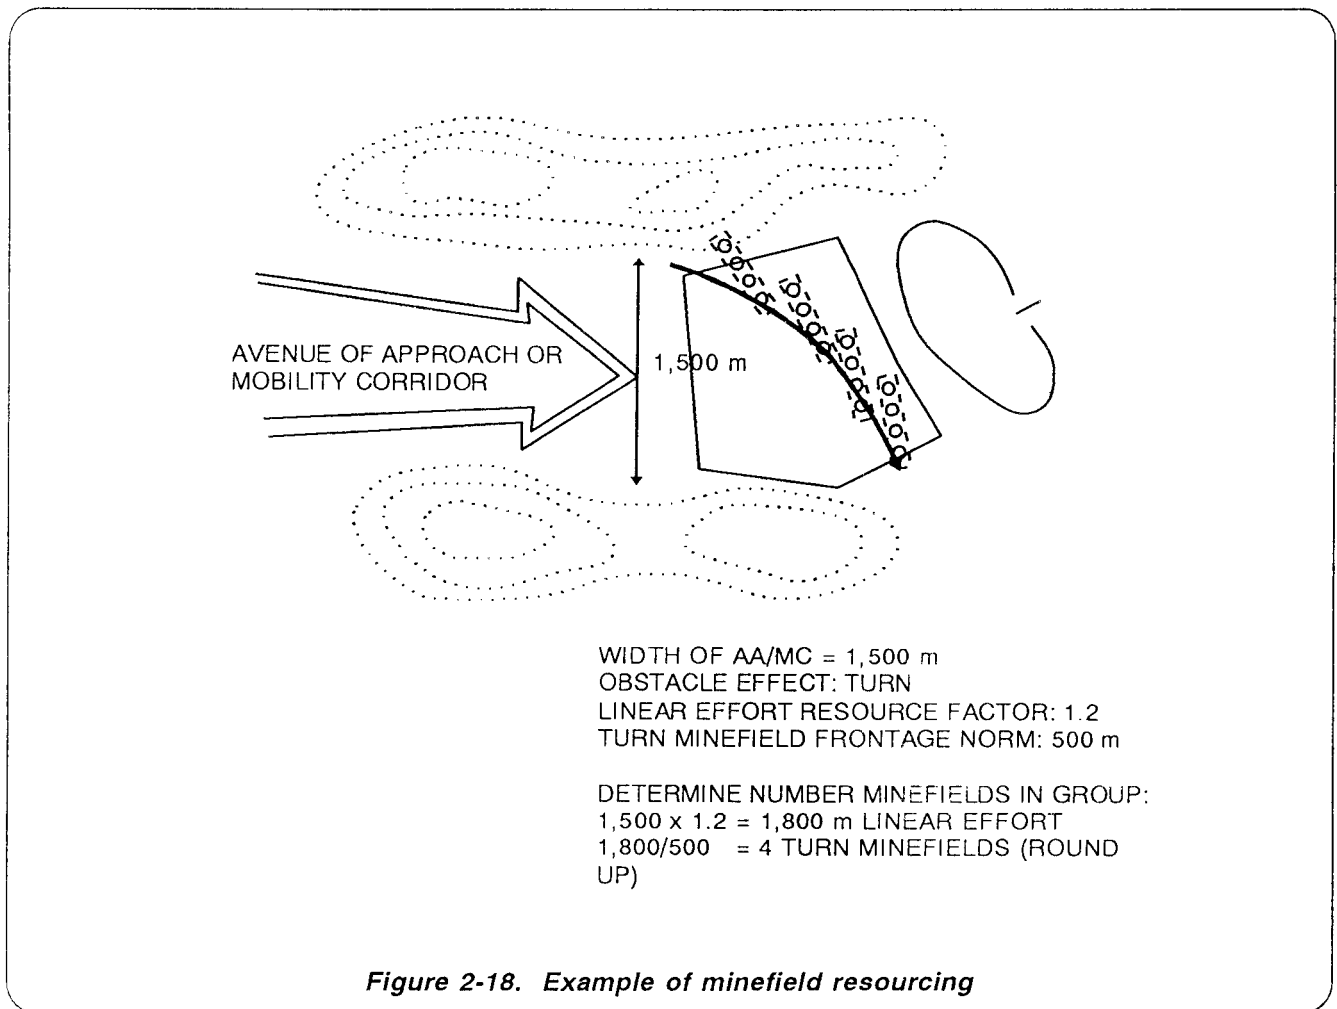 AVENUE OF APPROACH OR
MOBILITY CORRIDOR
1,500 m
WIDTH OF AA/MC = 1,500 m
OBSTACLE EFFECT: TURN
LINEAR EFFORT RESOURCE FACTOR: 1.2
TURN MINEFIELD FRONTAGE NORM: 500 m
DETERMINE NUMBER MINEFIELDS IN GROUP:
1,500 x 1.2 = 1,800 m LINEAR EFFORT
1,800/500 = 4 TURN MINEFIELDS (ROUND
UP)
Figure 2-18. Example of minefield resourcing